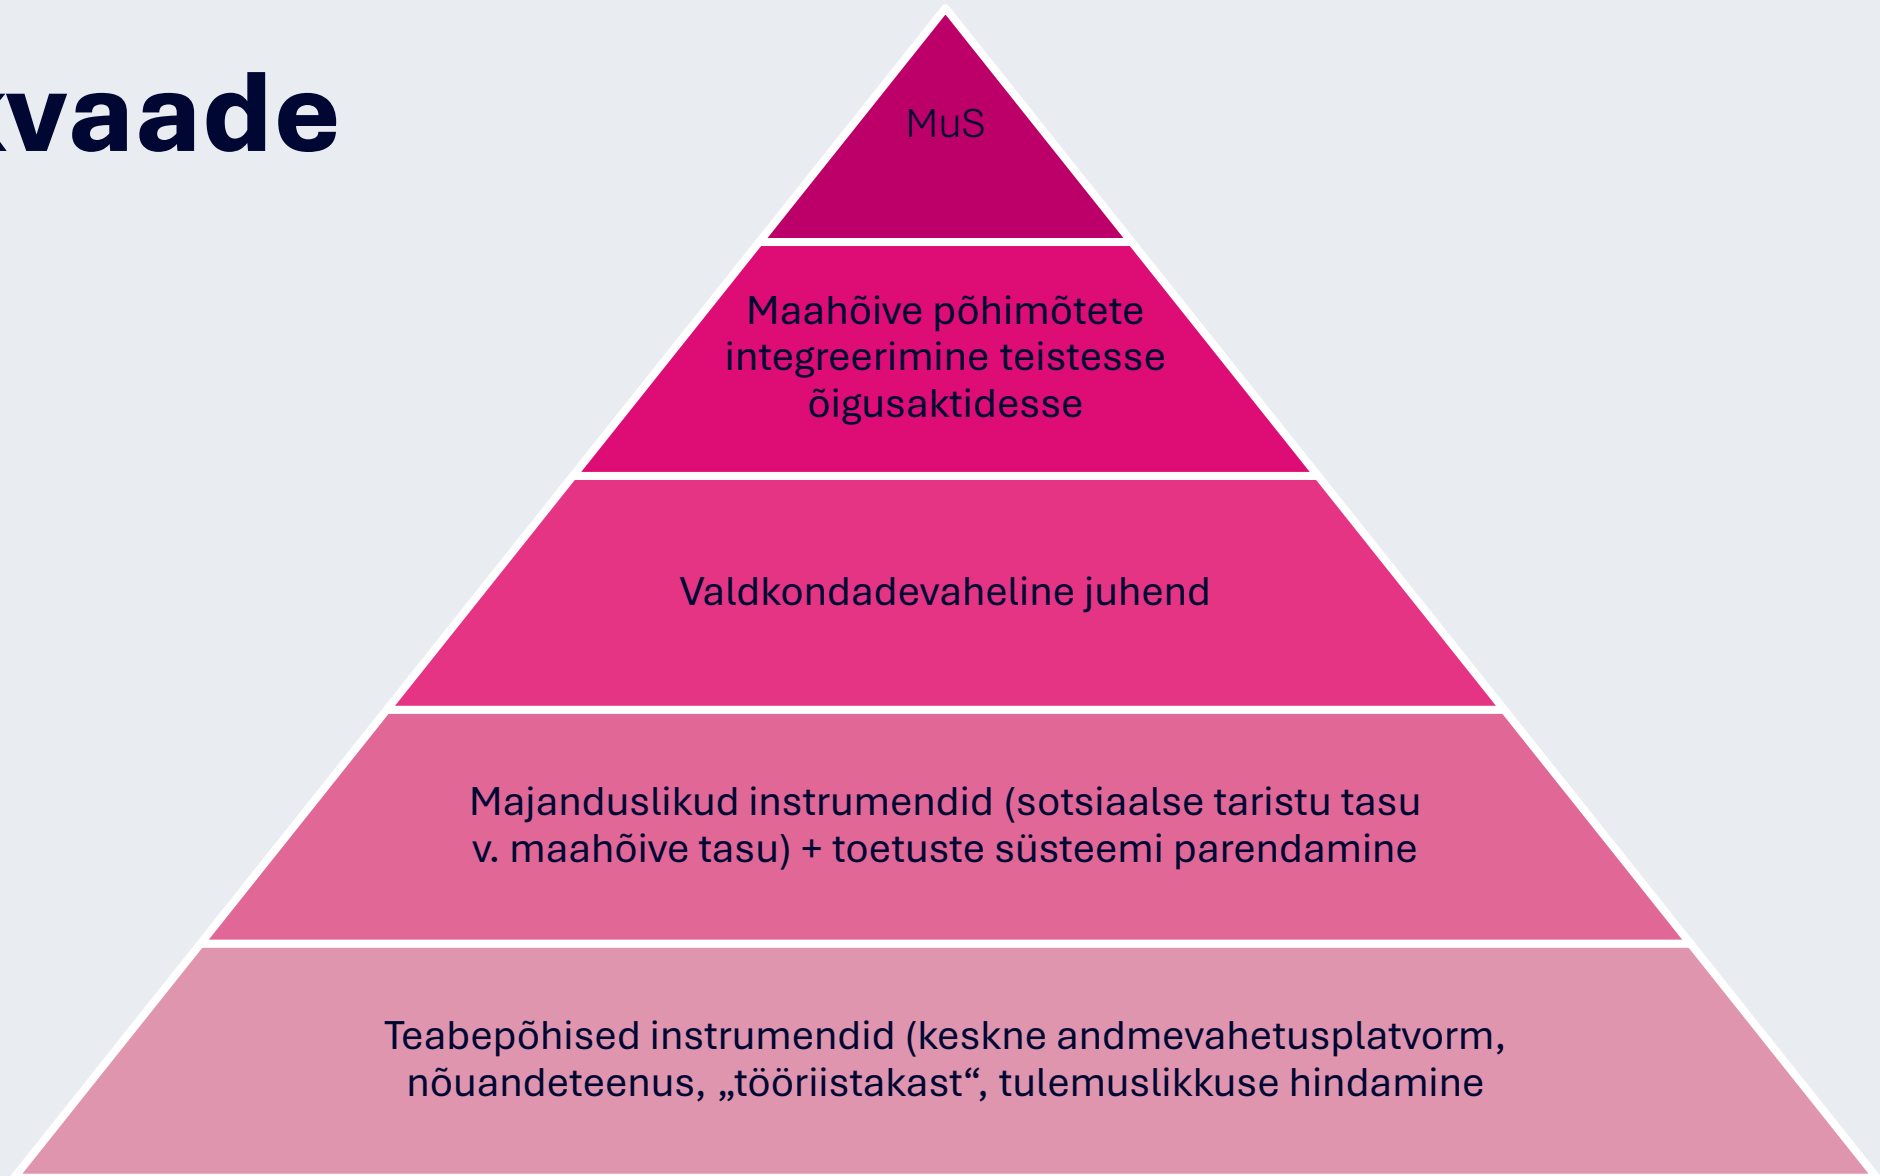 vaade
MuS
Maahõive põhimõtete
integreerimine teistesse
õigusaktidesse
Valdkondadevaheline juhend
Majanduslikud instrumendid (sotsiaalse taristu tasu
v. maahõive tasu) + toetuste süsteemi parendamine
Teabepõhised instrumendid (keskne andmevahetusplatvorm,
nõuandeteenus, „tööriistakast“, tulemuslikkuse hindamine